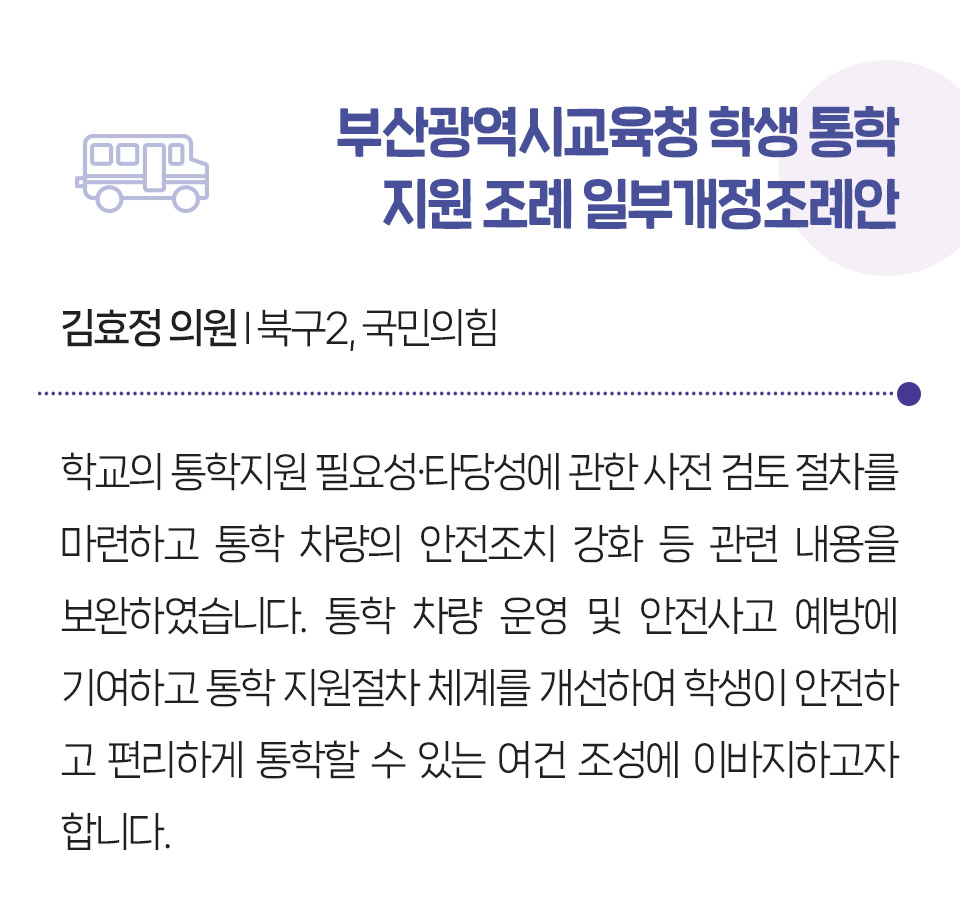 부산광역시교육청 학생 통학
지원 조례 일부개정조례안
김효정 의원 | 북구2, 국민의힘
학교의 통학지원 필요성·타당성에 관한 사전 검토 절차를
마련하고 통학 차량의 안전조치 강화 등 관련 내용을
보완하였습니다. 통학 차량 운영 및 안전사고 예방에
기여하고 통학 지원절차 체계를 개선하여 학생이 안전하
고 편리하게 통학할 수 있는 여건 조성에 이바지하고자
합니다.